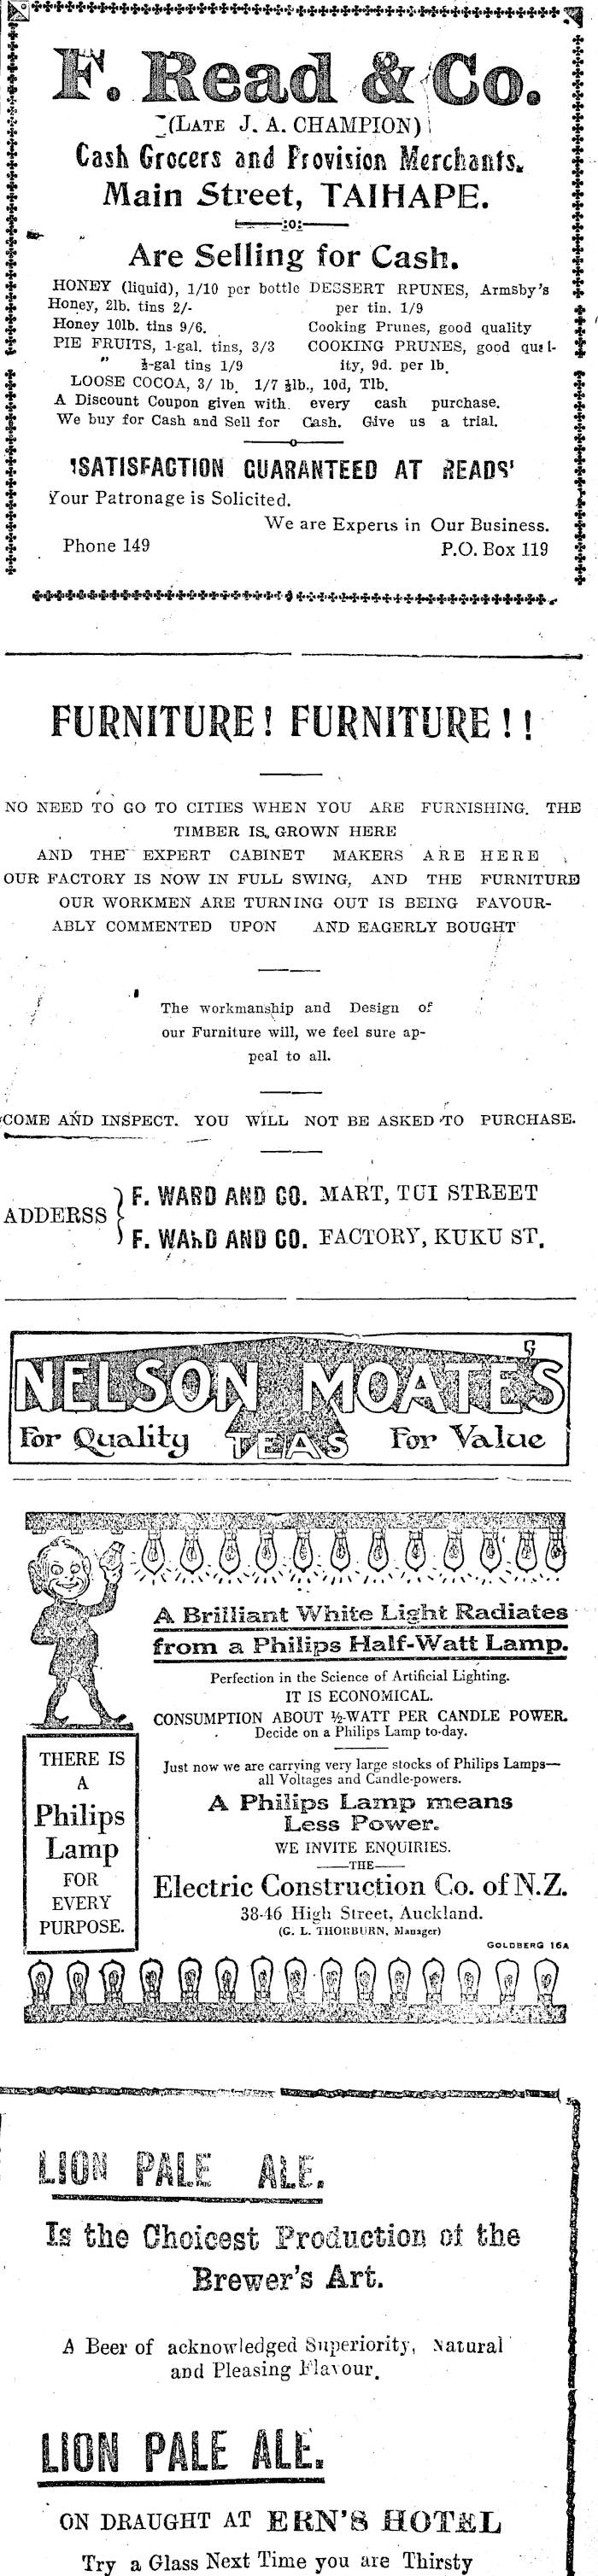 F. Read & Co.
(LATE J. A. CHAMPION)
Cash Grocers and Provision Merchants.
Main Street, TAIHAPE.
:o:
Are Selling for Cash.
HONEY (liquid), 1/10 per bottle
Honey, 2lb. tins 2/-
Honey 10lb. tins 9/6.
PIE FRUITS, 1-gal. tins, 3/3
" ½-gal tins 1/9
DESSERT RPUNES, Armsby's
per tin. 1/9
Cooking Prunes, good quality
COOKING PRUNES, good qual-
ity, 9d. per lb.
LOOSE COCOA, 3/ lb. 1/7 ½lb., 10d, Tlb.
A Discount Coupon given with every cash purchase.
We buy for Cash and Sell for Cash. Give us a trial.
o
'SATISFACTION GUARANTEED AT READS'
Your Patronage is Solicited.
We are Experts in Our Business.
Phone 149 P.O. Box 119
FURNITURE! FURNITURE!!
NO NEED TO GO TO CITIES WHEN YOU ARE FURNISHING. THE
TIMBER IS GROWN HERE
AND THE EXPERT CABINET MAKERS ARE HERE
OUR FACTORY IS NOW IN FULL SWING, AND THE FURNITURE
OUR WORKMEN ARE TURNING OUT IS BEING FAVOUR-
ABLY COMMENTED UPON AND EAGERLY BOUGHT
The workmanship and Design of
our Furniture will, we feel sure ap-
peal to all.
COME AND INSPECT. YOU WILL NOT BE ASKED TO PURCHASE.
ADDERSS
F. WARD AND CO. MART, TUI STREET
F. WARD AND CO. FACTORY, KUKU ST.
NELSON MOATE'S
For Quality TEAS For Value
A Brilliant White Light Radiates
from a Philips Half-Watt Lamp.
Perfection in the Science of Artificial Lighting.
IT IS ECONOMICAL.
CONSUMPTION ABOUT ½-WATT PER CANDLE POWER.
Decide on a Philips Lamp to-day.
Just now we are carrying very large stocks of Philips Lamps—
all Voltages and Candle-powers.
A Philips Lamp means
Less Power.
WE INVITE ENQUIRIES.
THE
Electric Construction Co. of N.Z.
38-46 High Street, Auckland.
(G. L. THORBURN, Manager)
GOLDBERG 16A
THERE IS
A
Philips
Lamp
FOR
EVERY
PURPOSE.
LION PALE ALE.
Is the Choicest Production of the
Brewer's Art.
A Beer of acknowledged Superiority, Natural
and Pleasing Flavour.
LION PALE ALE.
ON DRAUGHT AT ERN'S HOTEL
Try a Glass Next Time you are Thirsty